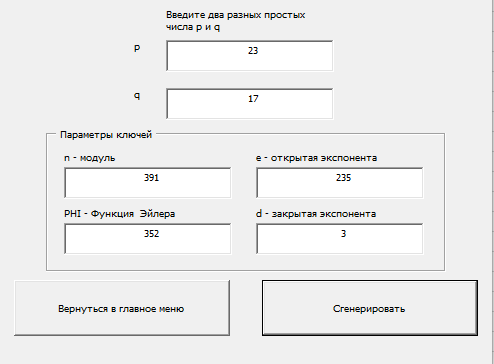 Введите два разных простых
числа p и q
p
23
q
17
Параметры ключей
n - модуль
e - открытая экспонента
391
235
PHI - Функция Эйлера
d - закрытая экспонента
352
3
Вернуться в главное меню
Сгенерировать